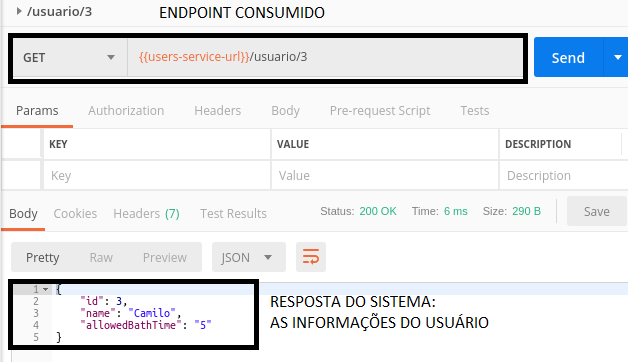 /usuario/3
ENDPOINT CONSUMIDO
GET
{{users-service-url}}/usuario/3
Send
Params
Authorization
Headers
Body
Pre-request Script
Tests
KEY
VALUE
DESCRIPTION
Key
Value
Description
Body
Cookies
Headers (7)
Test Results
Status: 200 OK
Time: 6 ms
Size: 290 B
Save
Pretty
Raw
Preview
JSON
1 {
2 "id": 3,
3 "name": "Camilo",
4 "allowedBathTime": "5"
5 }
RESPOSTA DO SISTEMA:
AS INFORMAÇÕES DO USUÁRIO